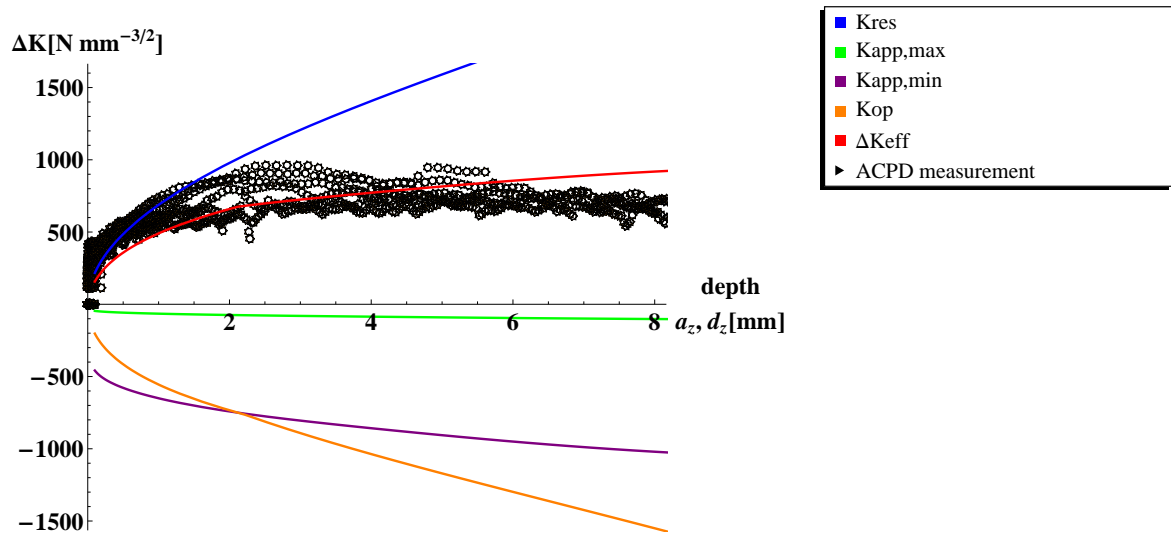 ΔK[N mm^{-3/2}]
1500
1000
500
-500
-1000
-1500
2
4
6
8
depth
a_z, d_z[mm]
Kres
Kapp,max
Kapp,min
Kop
ΔKeff
ACPD measurement